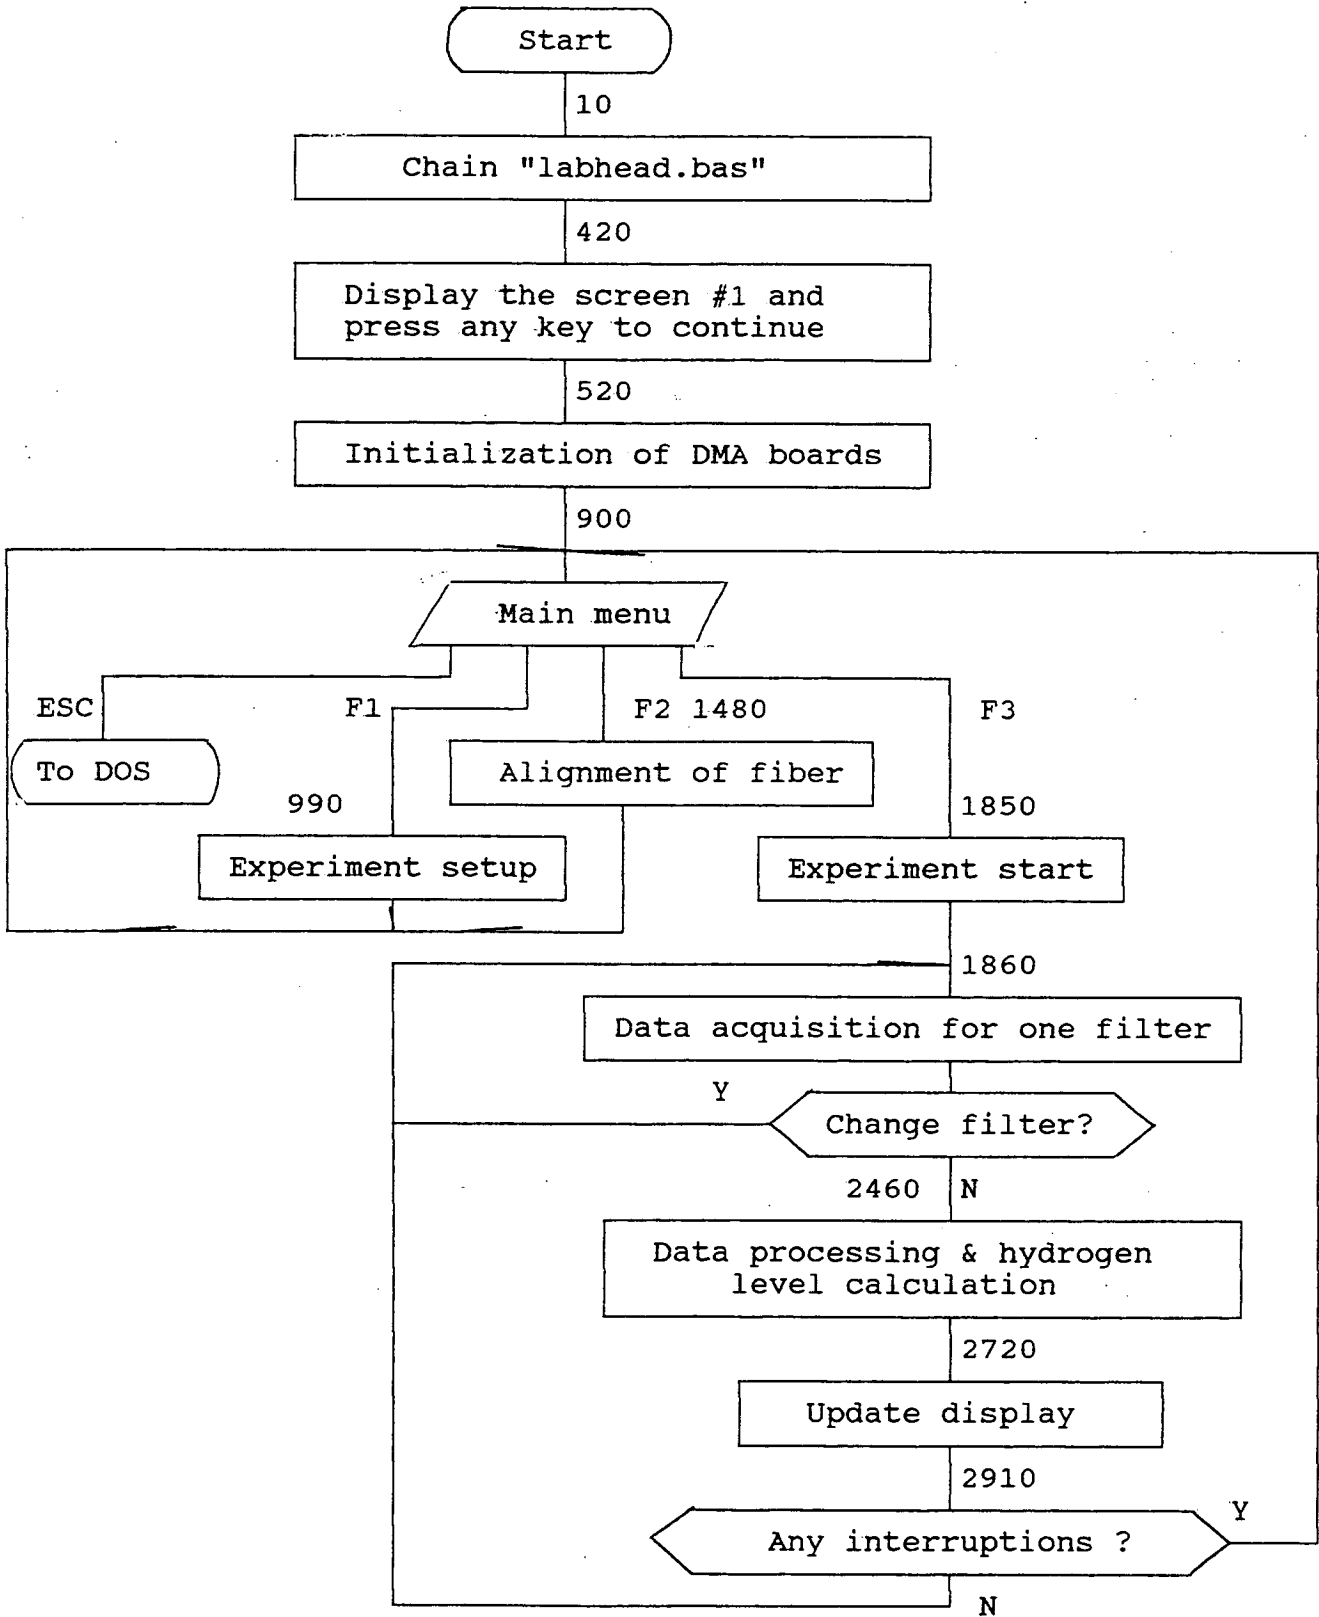 Start
10
Chain "labhead.bas"
420
Display the screen #1 and
press any key to continue
520
Initialization of DMA boards
900
Main menu
ESC
F1
F2 1480
F3
To DOS
Alignment of fiber
990
1850
Experiment setup
Experiment start
1860
Data acquisition for one filter
Y
Change filter?
2460 N
Data processing & hydrogen
level calculation
2720
Update display
2910
Y
Any interruptions ?
N